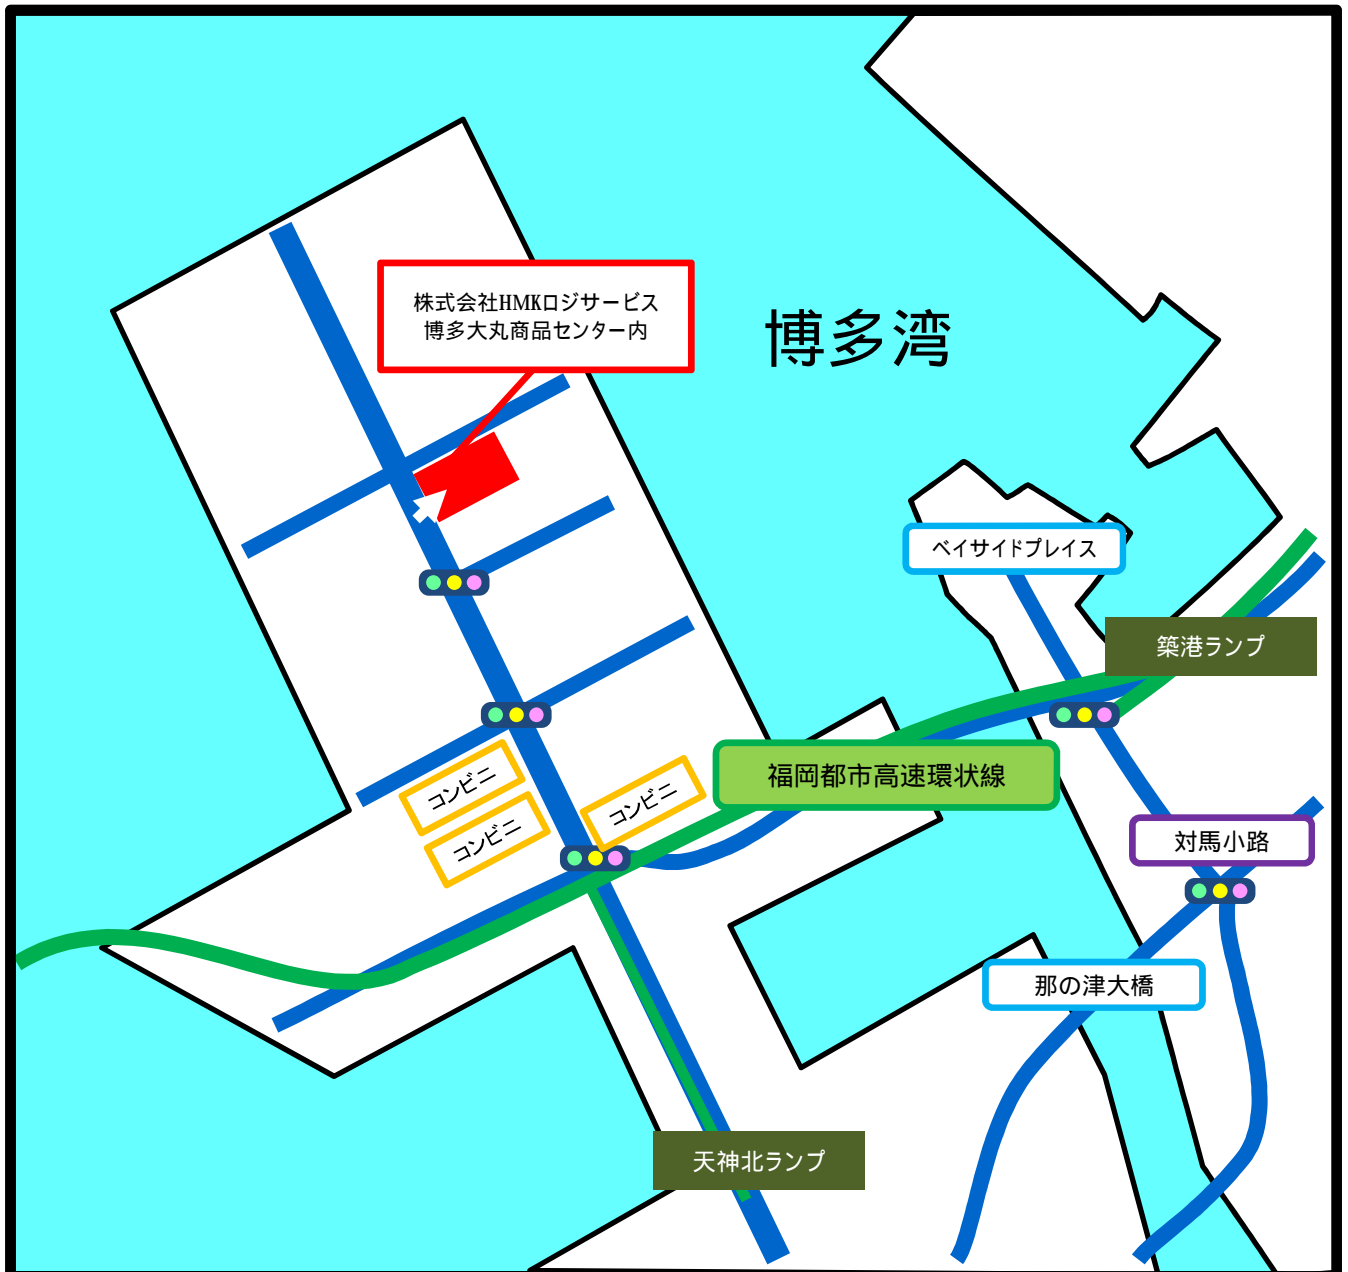 株式会社HMKロジサービス
博多大丸商品センター内
博多湾
ベイサイドプレイス
築港ランプ
コンビニ
コンビニ
コンビニ
福岡都市高速環状線
対馬小路
那の津大橋
天神北ランプ